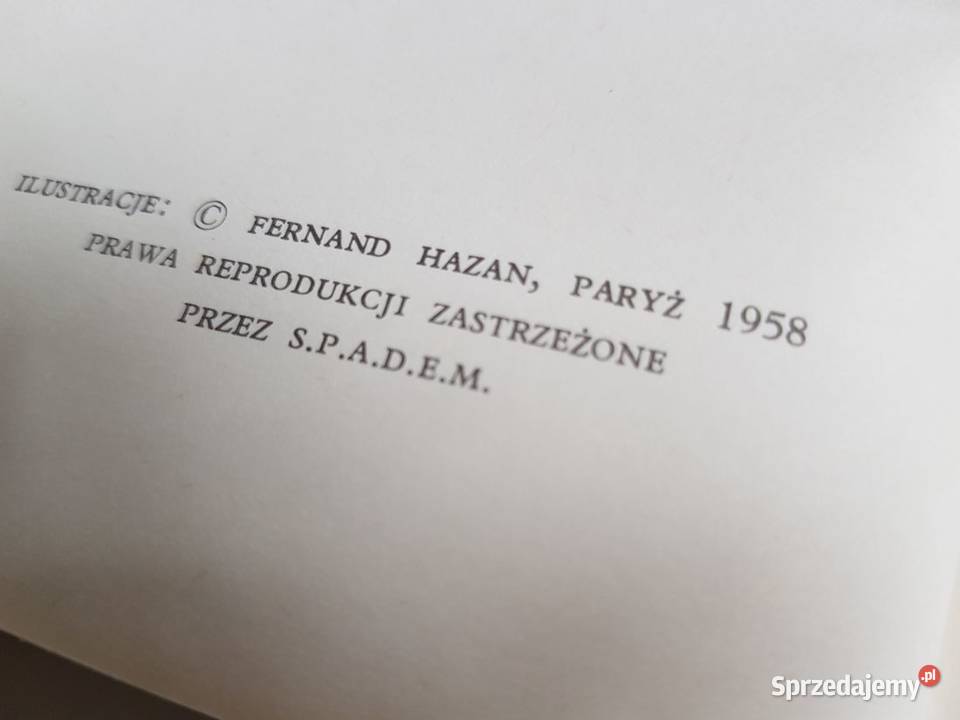 ILUSTRACJE: © FERNAND HAZAN, PARYŻ 1958
PRAWA REPRODUKCJI ZASTRZEŻONE
PRZEZ S.P.A.D.E.M.
Sprzedajemy.pl